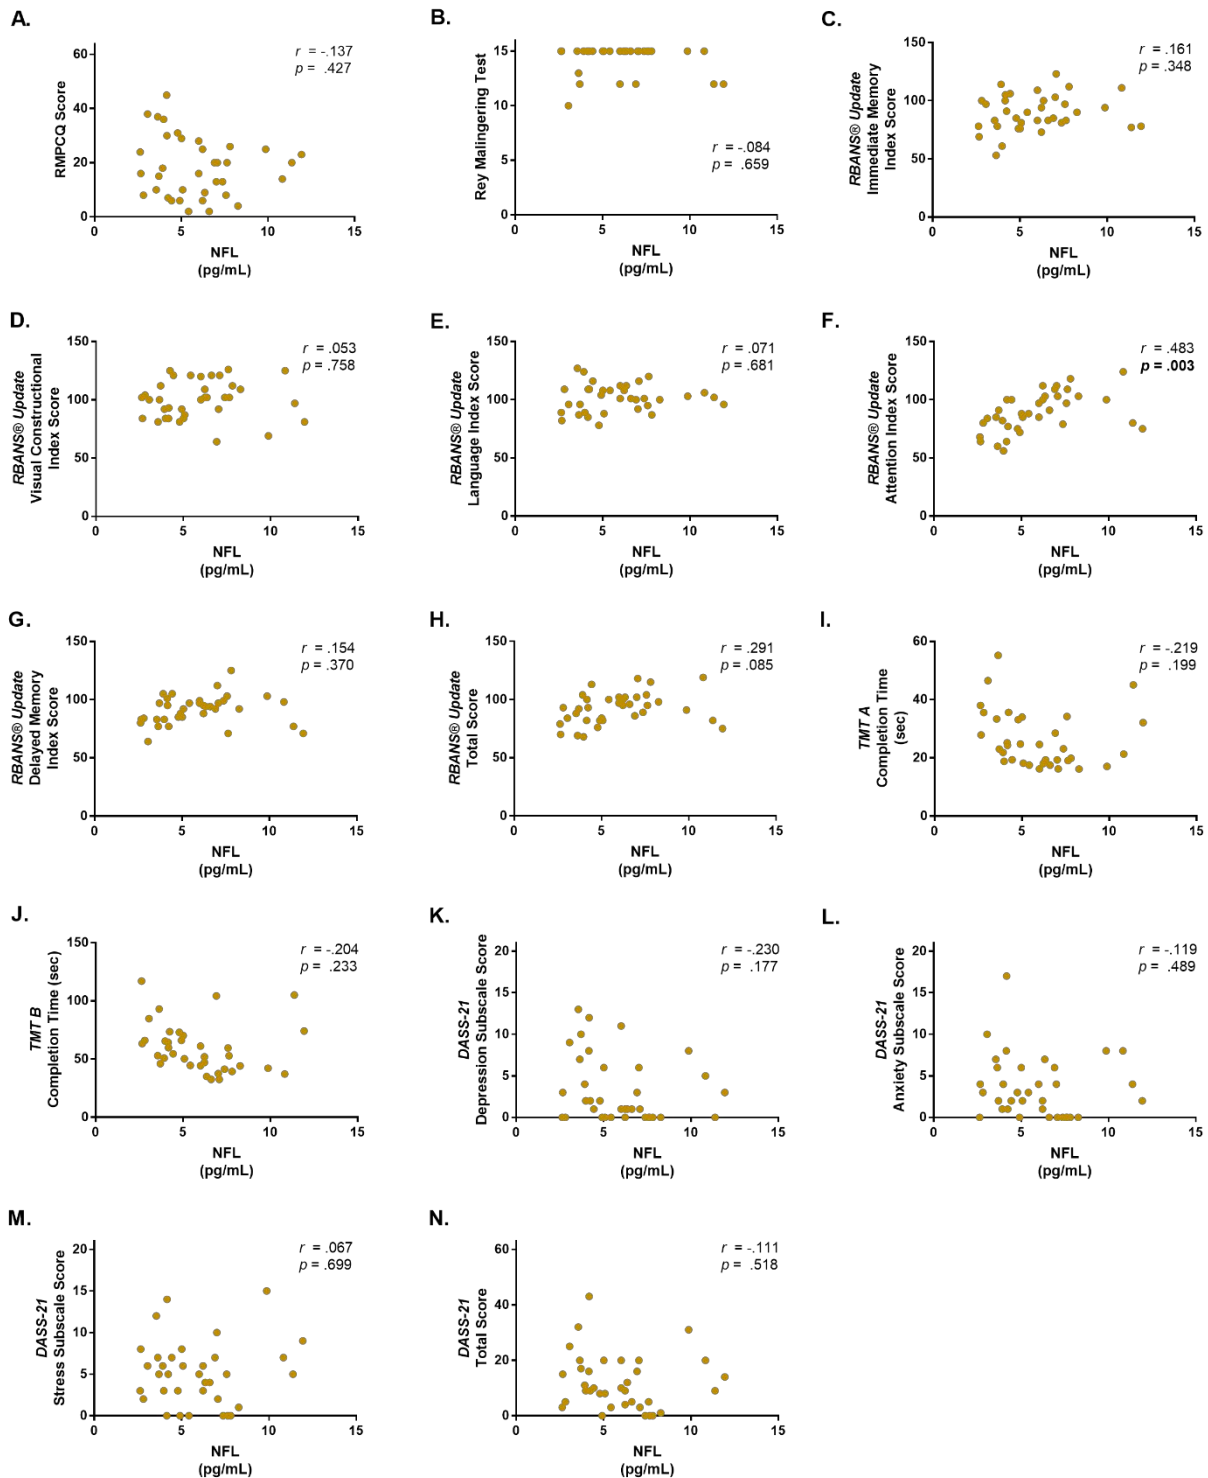 A.
RMPCQ Score
60
40
20
0
0 5 10 15
NFL
(pg/mL)
r = -.137
p = .427
B.
Rey Malingering Test
15
10
5
0
0 5 10 15
NFL
(pg/mL)
r = -.084
p = .659
C.
RBANS® Update
Immediate Memory
Index Score
150
100
50
0
0 5 10 15
NFL
(pg/mL)
r = .161
p = .348
D.
RBANS® Update
Visual Constructional
Index Score
150
100
50
0
0 5 10 15
NFL
(pg/mL)
r = .053
p = .758
E.
RBANS® Update
Language Index Score
150
100
50
0
0 5 10 15
NFL
(pg/mL)
r = .071
p = .681
F.
RBANS® Update
Attention Index Score
150
100
50
0
0 5 10 15
NFL
(pg/mL)
r = .483
p = .003
G.
RBANS® Update
Delayed Memory
Index Score
150
100
50
0
0 5 10 15
NFL
(pg/mL)
r = .154
p = .370
H.
RBANS® Update
Total Score
150
100
50
0
0 5 10 15
NFL
(pg/mL)
r = .291
p = .085
I.
TMT A
Completion Time
(sec)
60
40
20
0
0 5 10 15
NFL
(pg/mL)
r = -.219
p = .199
J.
TMT B
Completion Time (sec)
150
100
50
0
0 5 10 15
NFL
(pg/mL)
r = -.204
p = .233
K.
DASS-21
Depression Subscale Score
20
15
10
5
0
0 5 10 15
NFL
(pg/mL)
r = -.230
p = .177
L.
DASS-21
Anxiety Subscale Score
20
15
10
5
0
0 5 10 15
NFL
(pg/mL)
r = -.119
p = .489
M.
DASS-21
Stress Subscale Score
20
15
10
5
0
0 5 10 15
NFL
(pg/mL)
r = .067
p = .699
N.
DASS-21
Total Score
60
40
20
0
0 5 10 15
NFL
(pg/mL)
r = -.111
p = .518